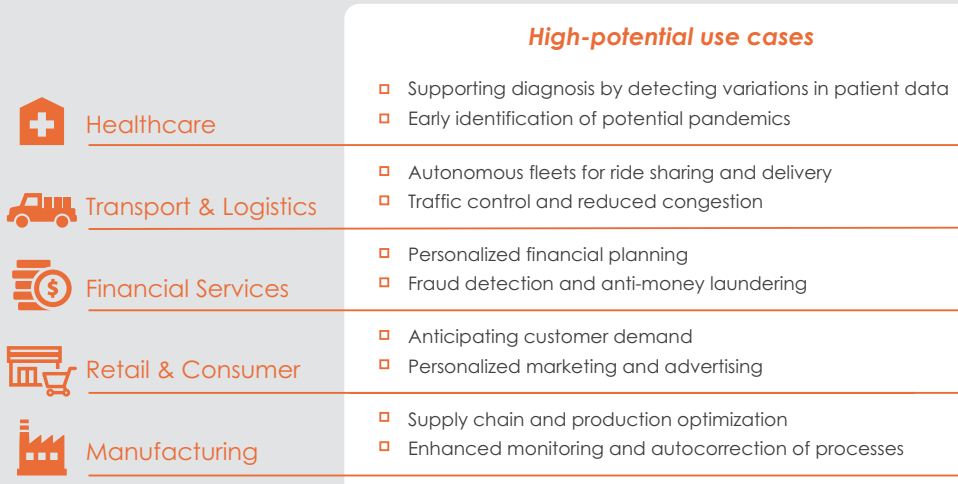 High-potential use cases
Healthcare
Supporting diagnosis by detecting variations in patient data
Early identification of potential pandemics
Transport & Logistics
Autonomous fleets for ride sharing and delivery
Traffic control and reduced congestion
$
Financial Services
Personalized financial planning
Fraud detection and anti-money laundering
Retail & Consumer
Anticipating customer demand
Personalized marketing and advertising
Manufacturing
Supply chain and production optimization
Enhanced monitoring and autocorrection of processes